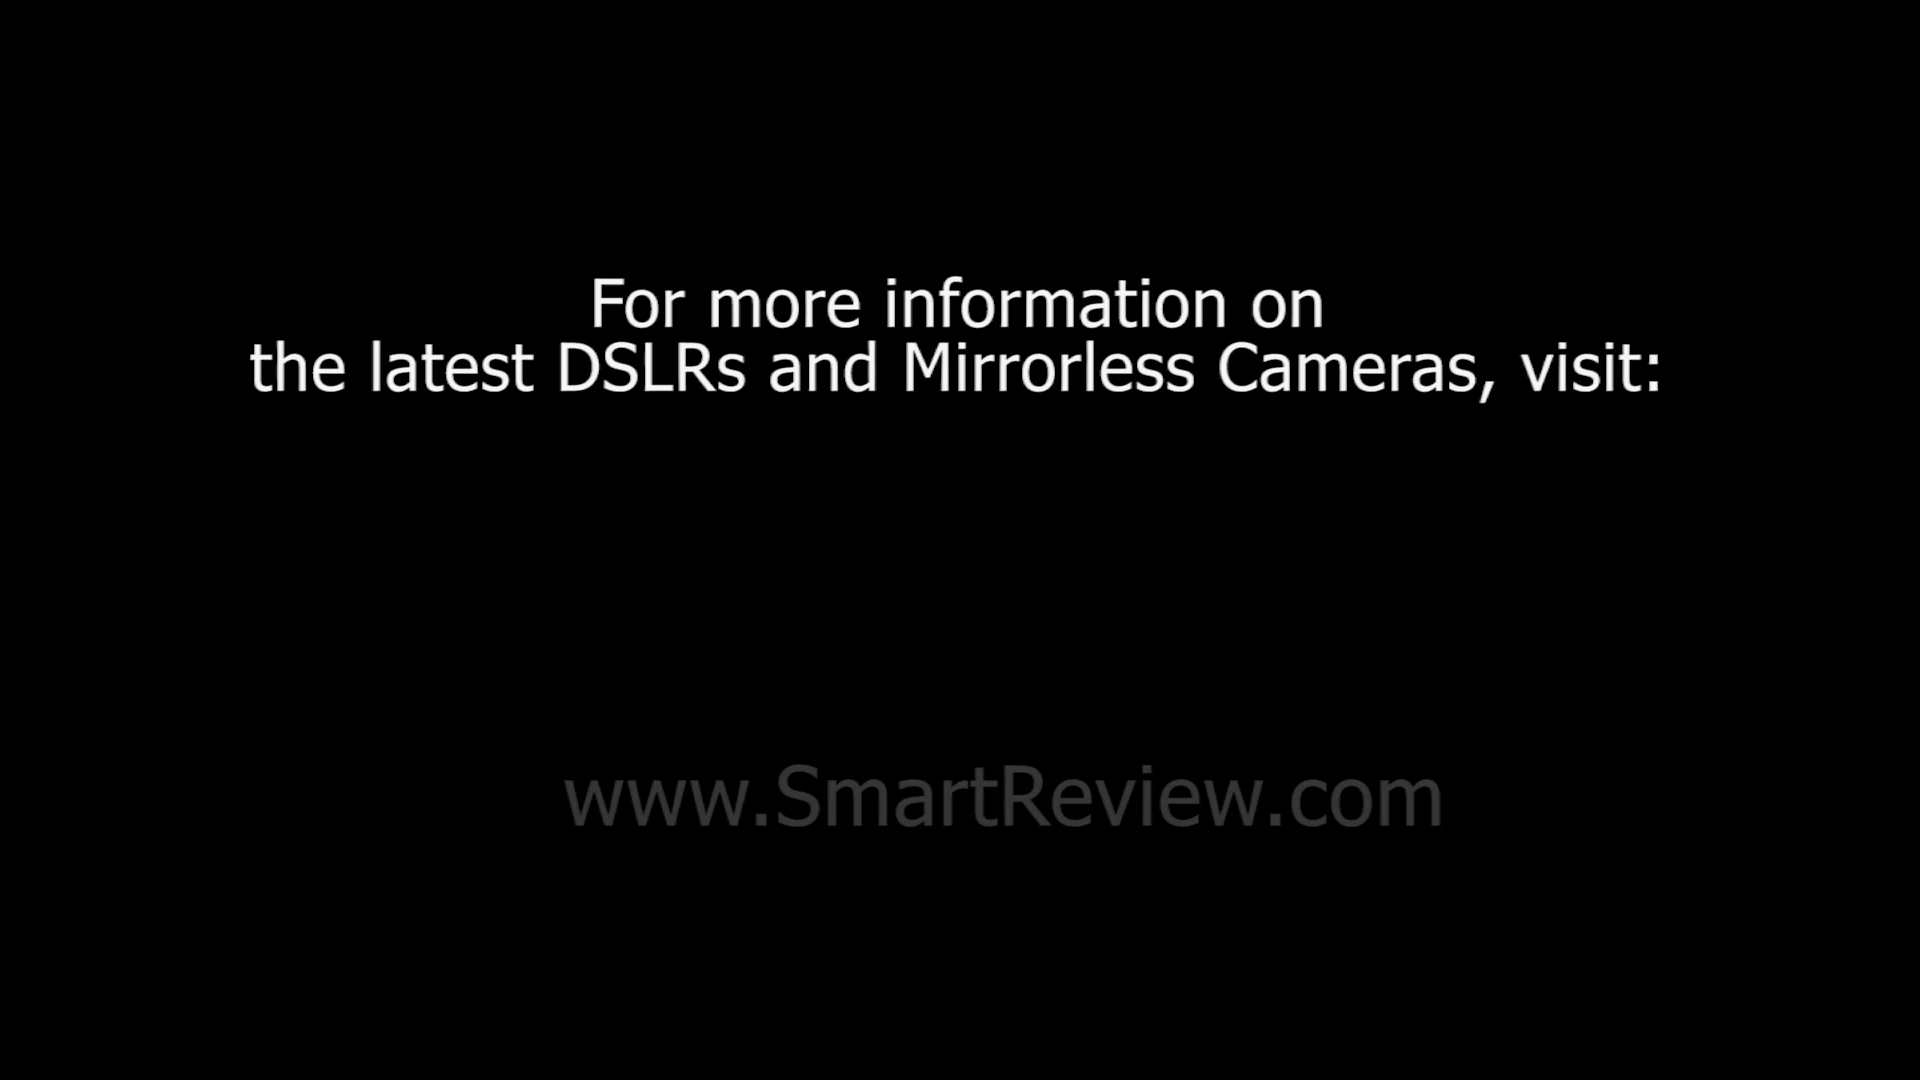 For more information on
the latest DSLRs and Mirrorless Cameras, visit:
www.SmartReview.com